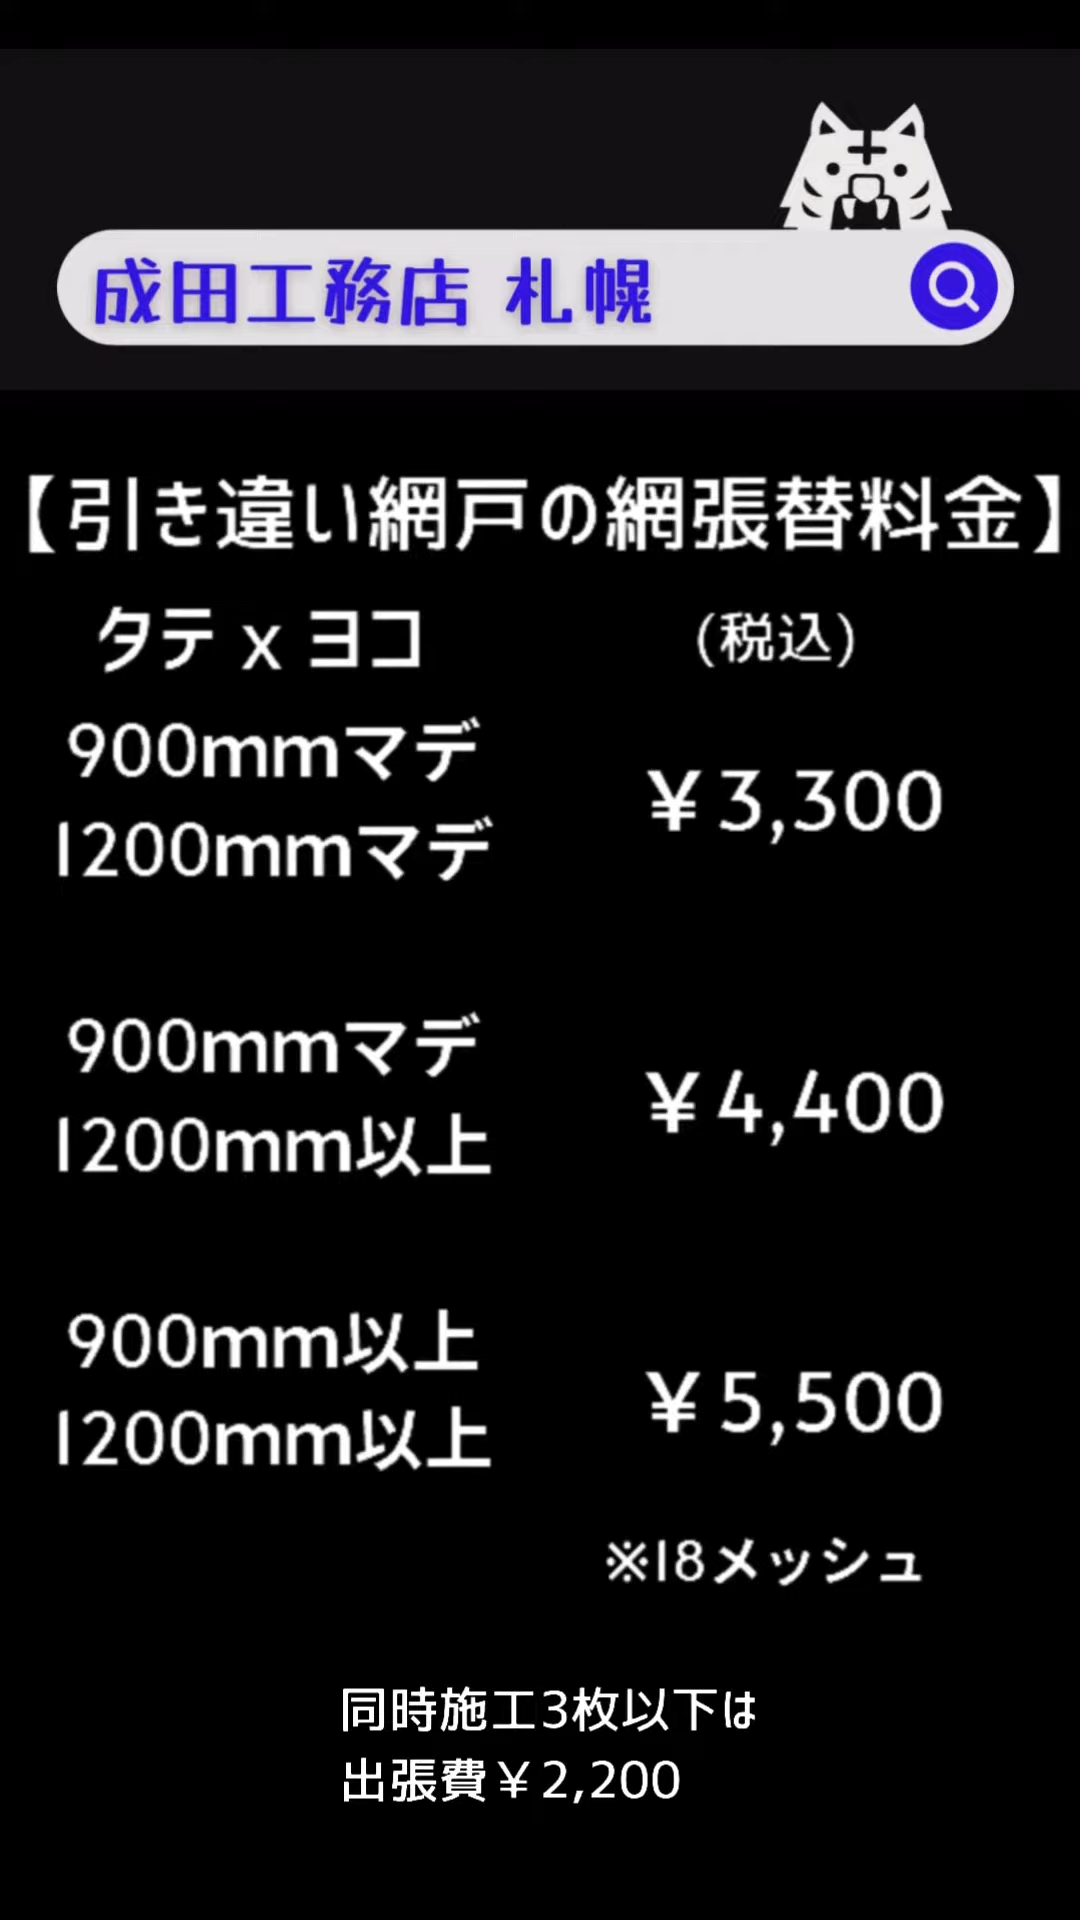 成田工務店 札幌
【引き違い網戸の網張替料金】
タテ x ヨコ (税込)
900mmマデ
1200mmマデ
¥3,300
900mmマデ
1200mm以上
¥4,400
900mm以上
1200mm以上
¥5,500
※18メッシュ
同時施工3枚以下は
出張費¥2,200